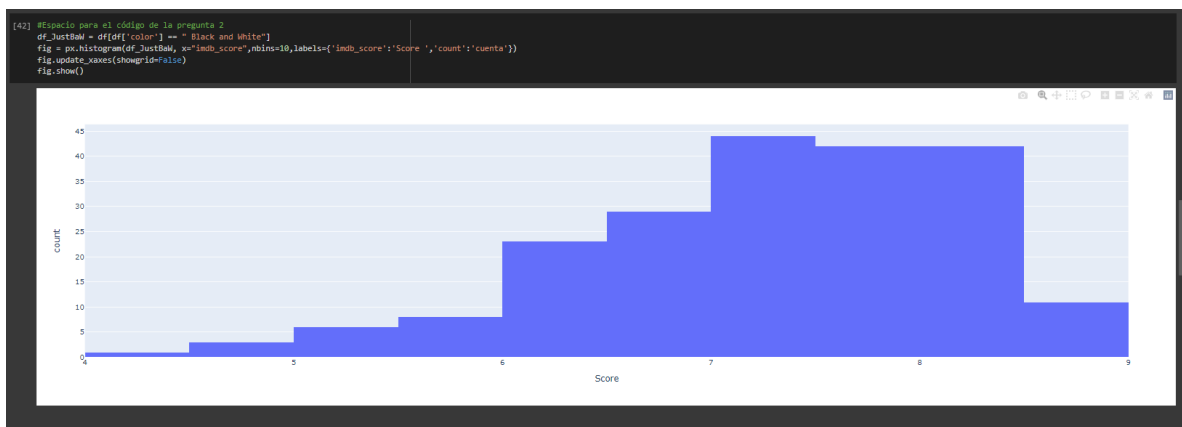 [42] #Espacio para el código de la pregunta 2
df_JustBaW = df[df['color'] == " Black and White"]
fig = px.histogram(df_JustBaW, x="imdb_score",nbins=10,labels={'imdb_score':'Score ','count':'cuenta'})
fig.update_xaxes(showgrid=False)
fig.show()
45
40
35
30
25
20
15
10
5
0
count
4 5 6 7 8 9
Score